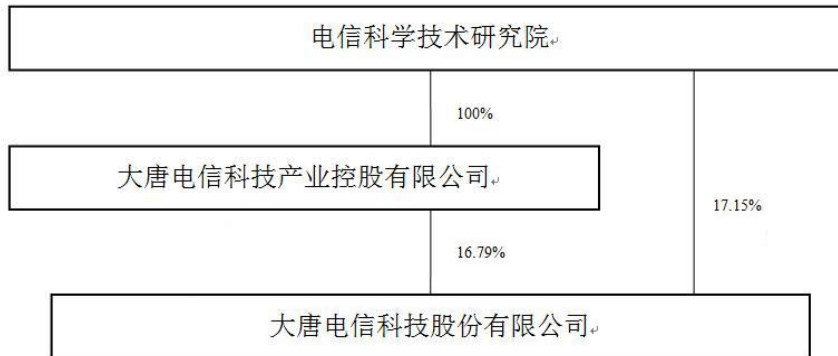 电信科学技术研究院
100%
大唐电信科技产业控股有限公司
17.15%
16.79%
大唐电信科技股份有限公司